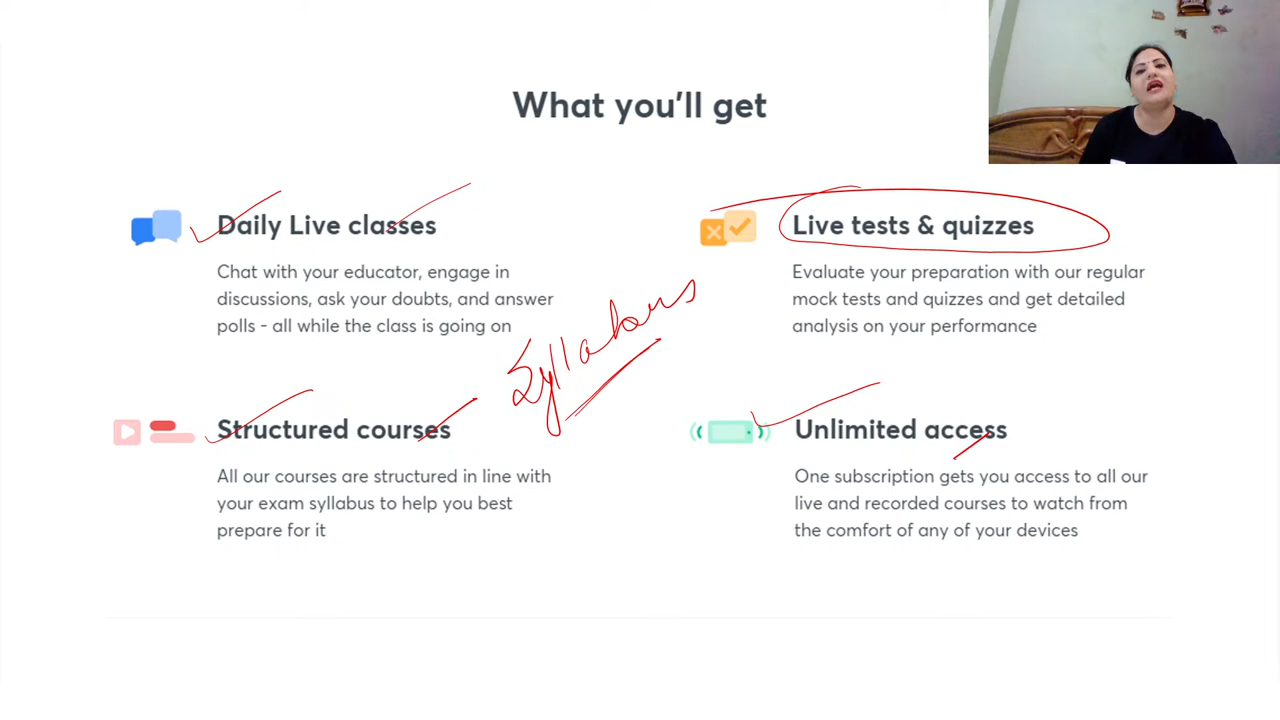 What you'll get
Daily Live classes
Chat with your educator, engage in
discussions, ask your doubts, and answer
polls - all while the class is going on
Live tests & quizzes
Evaluate your preparation with our regular
mock tests and quizzes and get detailed
analysis on your performance
Syllabus
Structured courses
All our courses are structured in line with
your exam syllabus to help you best
prepare for it
Unlimited access
One subscription gets you access to all our
live and recorded courses to watch from
the comfort of any of your devices